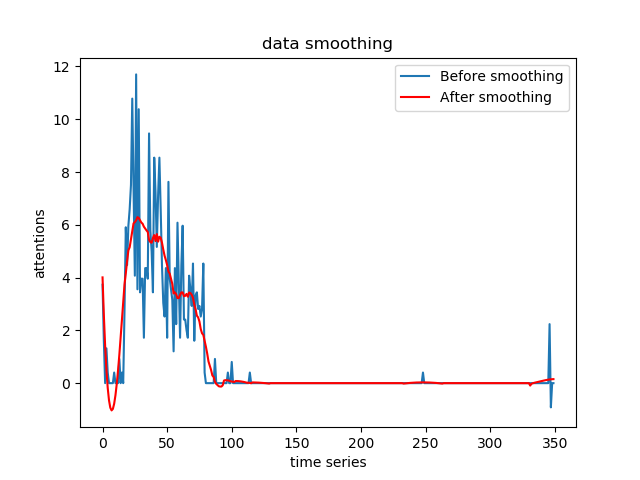 data smoothing
Before smoothing
After smoothing
12
10
8
6
4
2
0
attentions
0 50 100 150 200 250 300 350
time series